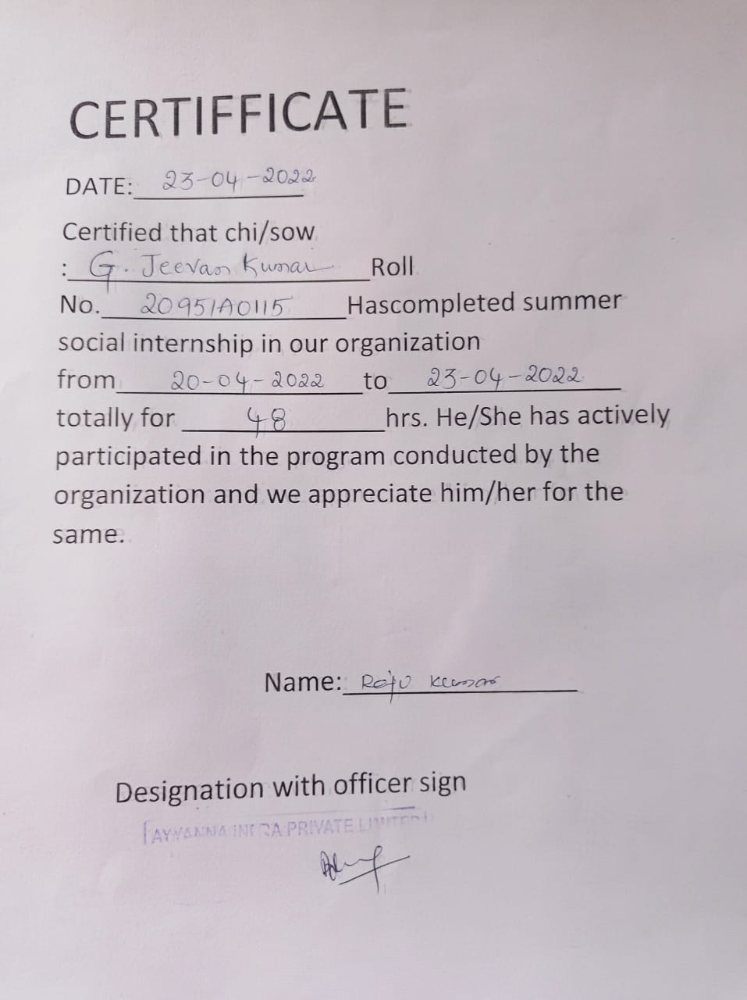 CERTIFFICATE
DATE: 23-04-2022
Certified that chi/sow
: G. Jeevan Kumar Roll
No. 20951A0115 Hascompleted summer
social internship in our organization
from 20-04-2022 to 23-04-2022
totally for 48 hrs. He/She has actively
participated in the program conducted by the
organization and we appreciate him/her for the
same.
Name: Raju Kumar
Designation with officer sign
AYYANNA INFRA PRIVATE LIMITED